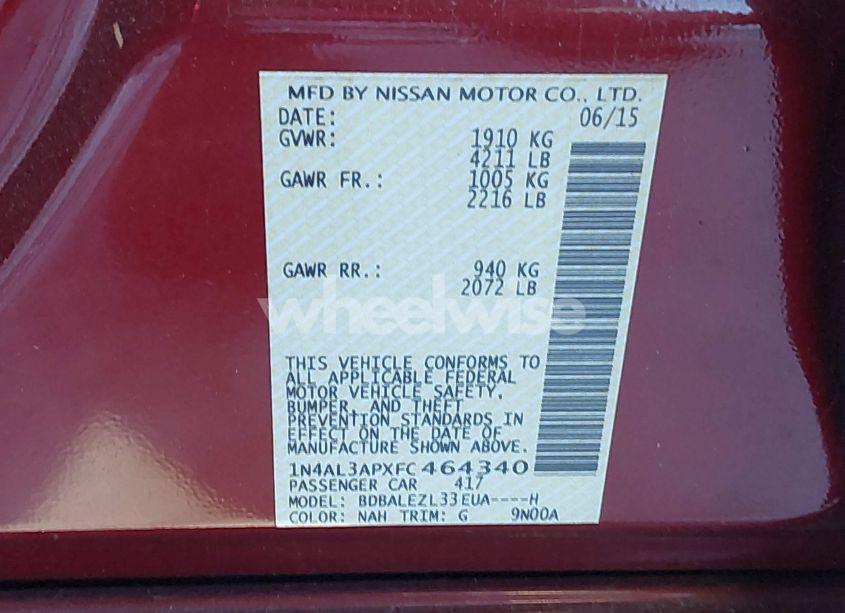 MFD BY NISSAN MOTOR CO., LTD.
DATE: 06/15
GVWR: 1910 KG
4211 LB
GAWR FR.: 1005 KG
2216 LB
GAWR RR.: 940 KG
2072 LB
wheelwise
THIS VEHICLE CONFORMS TO
ALL APPLICABLE FEDERAL
MOTOR VEHICLE SAFETY,
BUMPER, AND THEFT
PREVENTION STANDARDS IN
EFFECT ON THE DATE OF
MANUFACTURE SHOWN ABOVE.
1N4AL3APXFC464340
PASSENGER CAR 417
MODEL: BDBALEZL33EUA----H
COLOR: NAH TRIM: G 9N00A